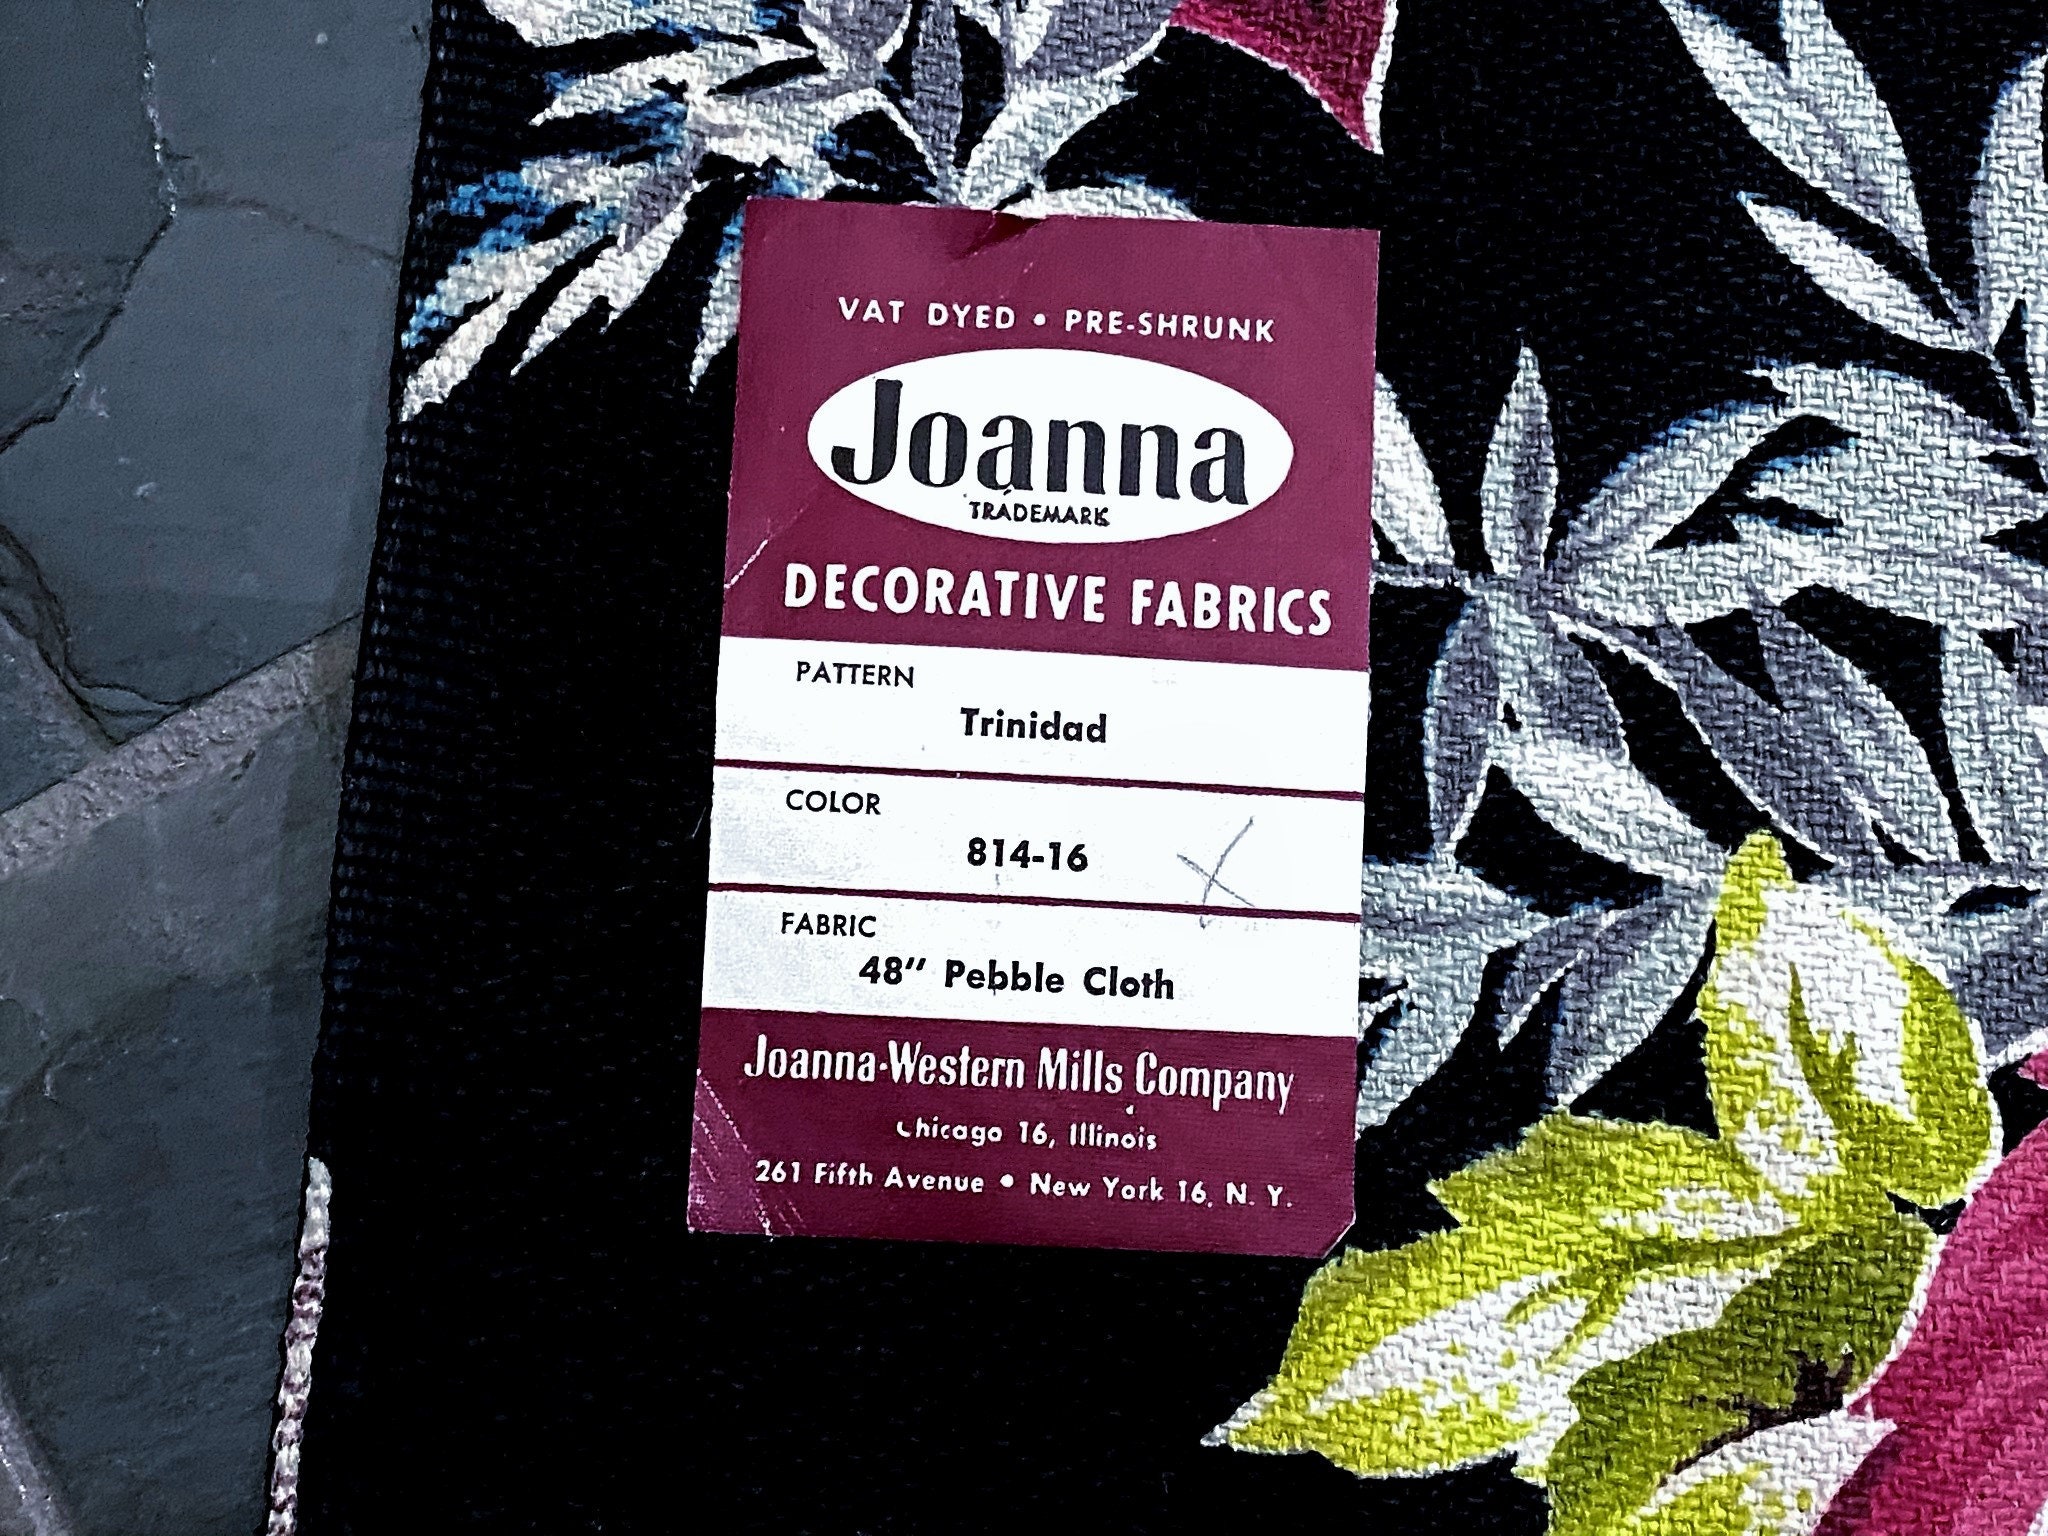 VAT DYED • PRE-SHRUNK
Joanna
TRADEMARK
DECORATIVE FABRICS
PATTERN
Trinidad
COLOR
814-16
FABRIC
48" Pebble Cloth
Joanna-Western Mills Company
Chicago 16, Illinois
261 Fifth Avenue • New York 16, N. Y.